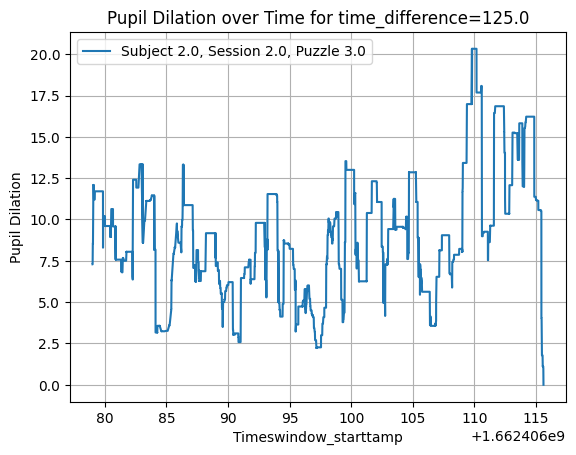 Pupil Dilation over Time for time_difference=125.0
Subject 2.0, Session 2.0, Puzzle 3.0
Pupil Dilation
20.0
17.5
15.0
12.5
10.0
7.5
5.0
2.5
0.0
80 85 90 95 100 105 110 115
Timeswindow_starttamp
+1.662406e9